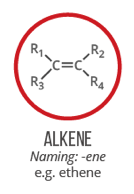 R1 R2
C=C
R3 R4
ALKENE
Naming: -ene
e.g. ethene